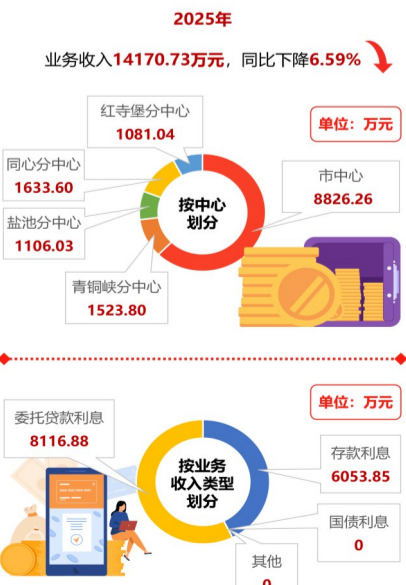 2025年
业务收入14170.73万元，同比下降6.59%
红寺堡分中心
1081.04
单位：万元
同心分中心
1633.60
市中心
8826.26
按中心
划分
盐池分中心
1106.03
青铜峡分中心
1523.80
单位：万元
委托贷款利息
8116.88
存款利息
6053.85
按业务
收入类型
划分
国债利息
0
其他
0